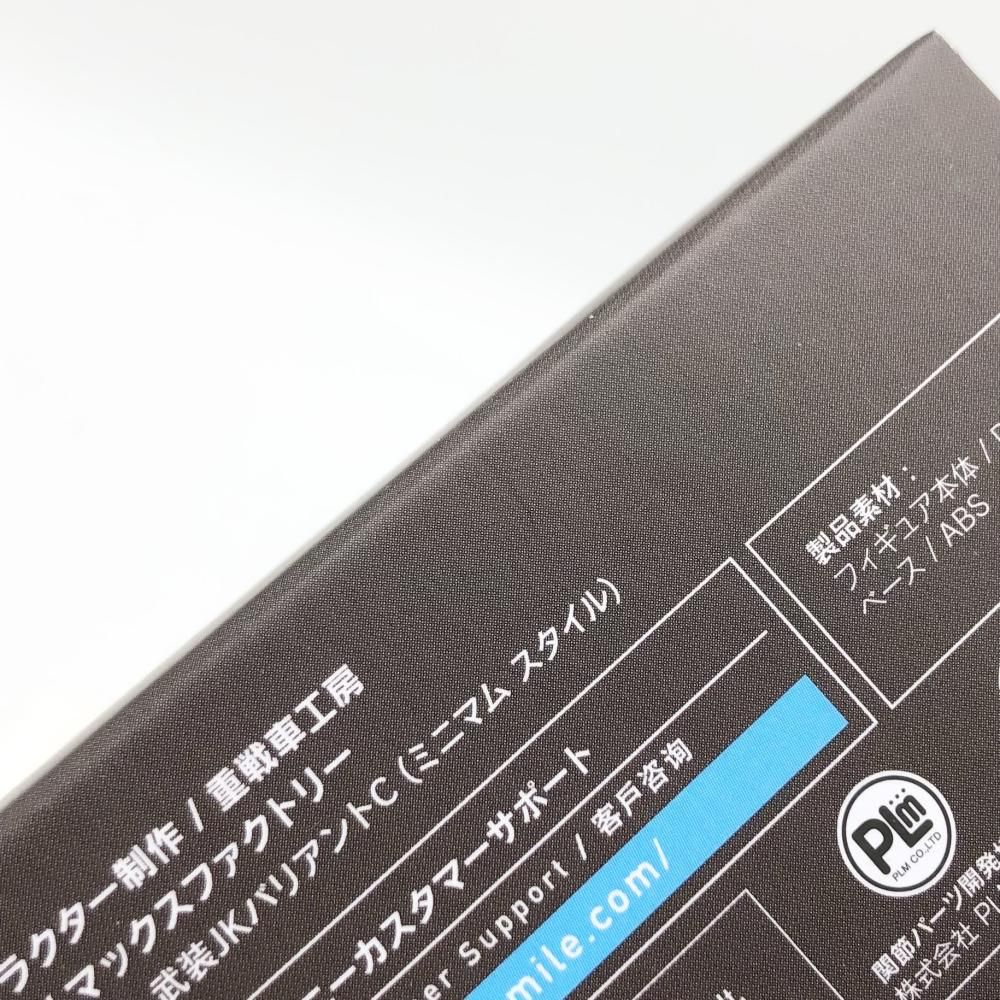 ラクター制作 / 重戦車工房
マックスファクトリー
武装JKバリアントC (ミニマム スタイル)
ーカスタマーサポート
er Support / 客戶咨询
mile.com/
製品素材：
フィギュア本体 /
ベース / ABS
PLM
PLM CO.,LTD
関節パーツ開発
株式会社 PL